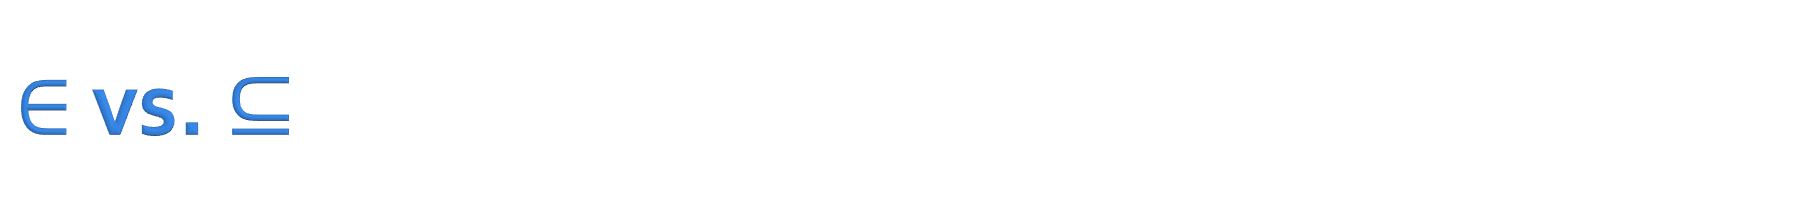 ∈ vs. ⊆